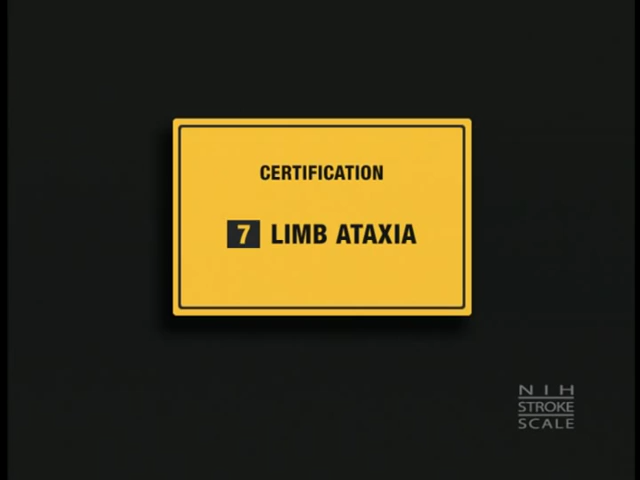 CERTIFICATION
7 LIMB ATAXIA
NIH
STROKE
SCALE